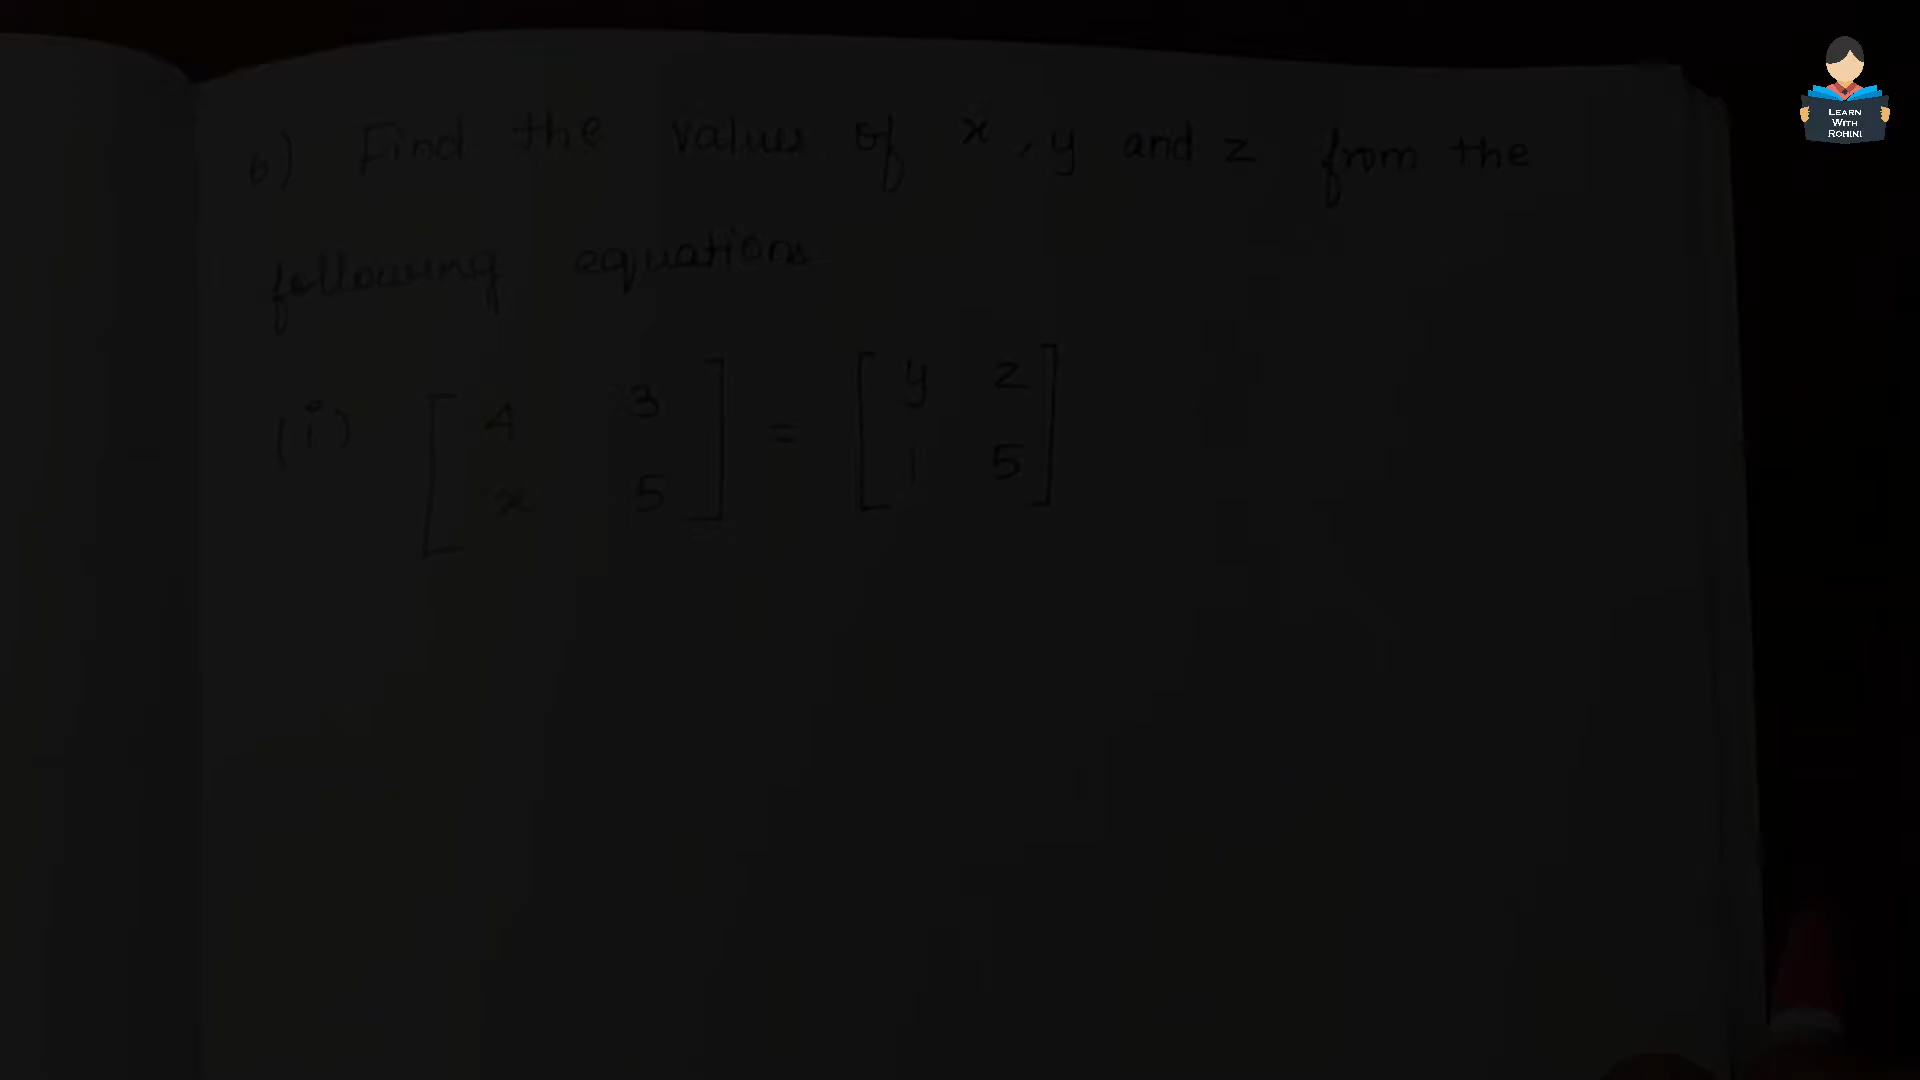 6) Find the values of x, y and z from the
following equations
(i) [ 4 3 ] = [ y z ]
[ x 5 ] [ 1 5 ]
LEARN
WITH
ROHINI